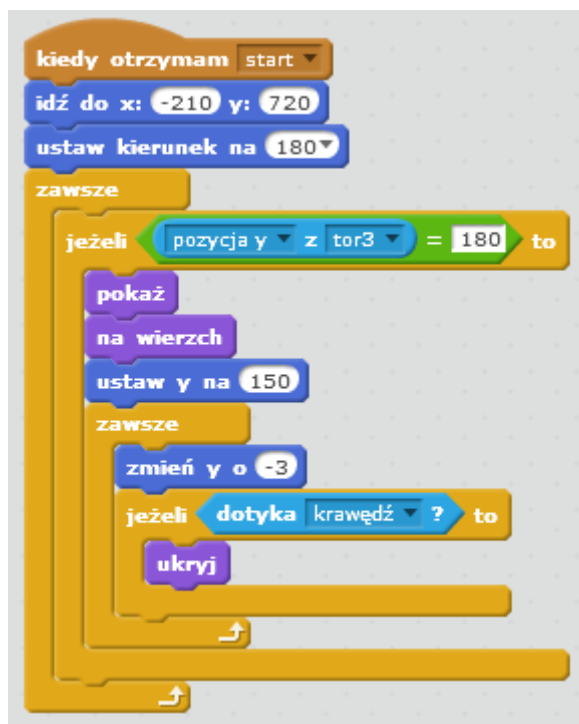 kiedy otrzymam start
idź do x: -210 y: 720
ustaw kierunek na 180
zawsze
jeżeli pozycja y z tor3 = 180 to
pokaż
na wierzch
ustaw y na 150
zawsze
zmień y o -3
jeżeli dotyka krawędź ? to
ukryj